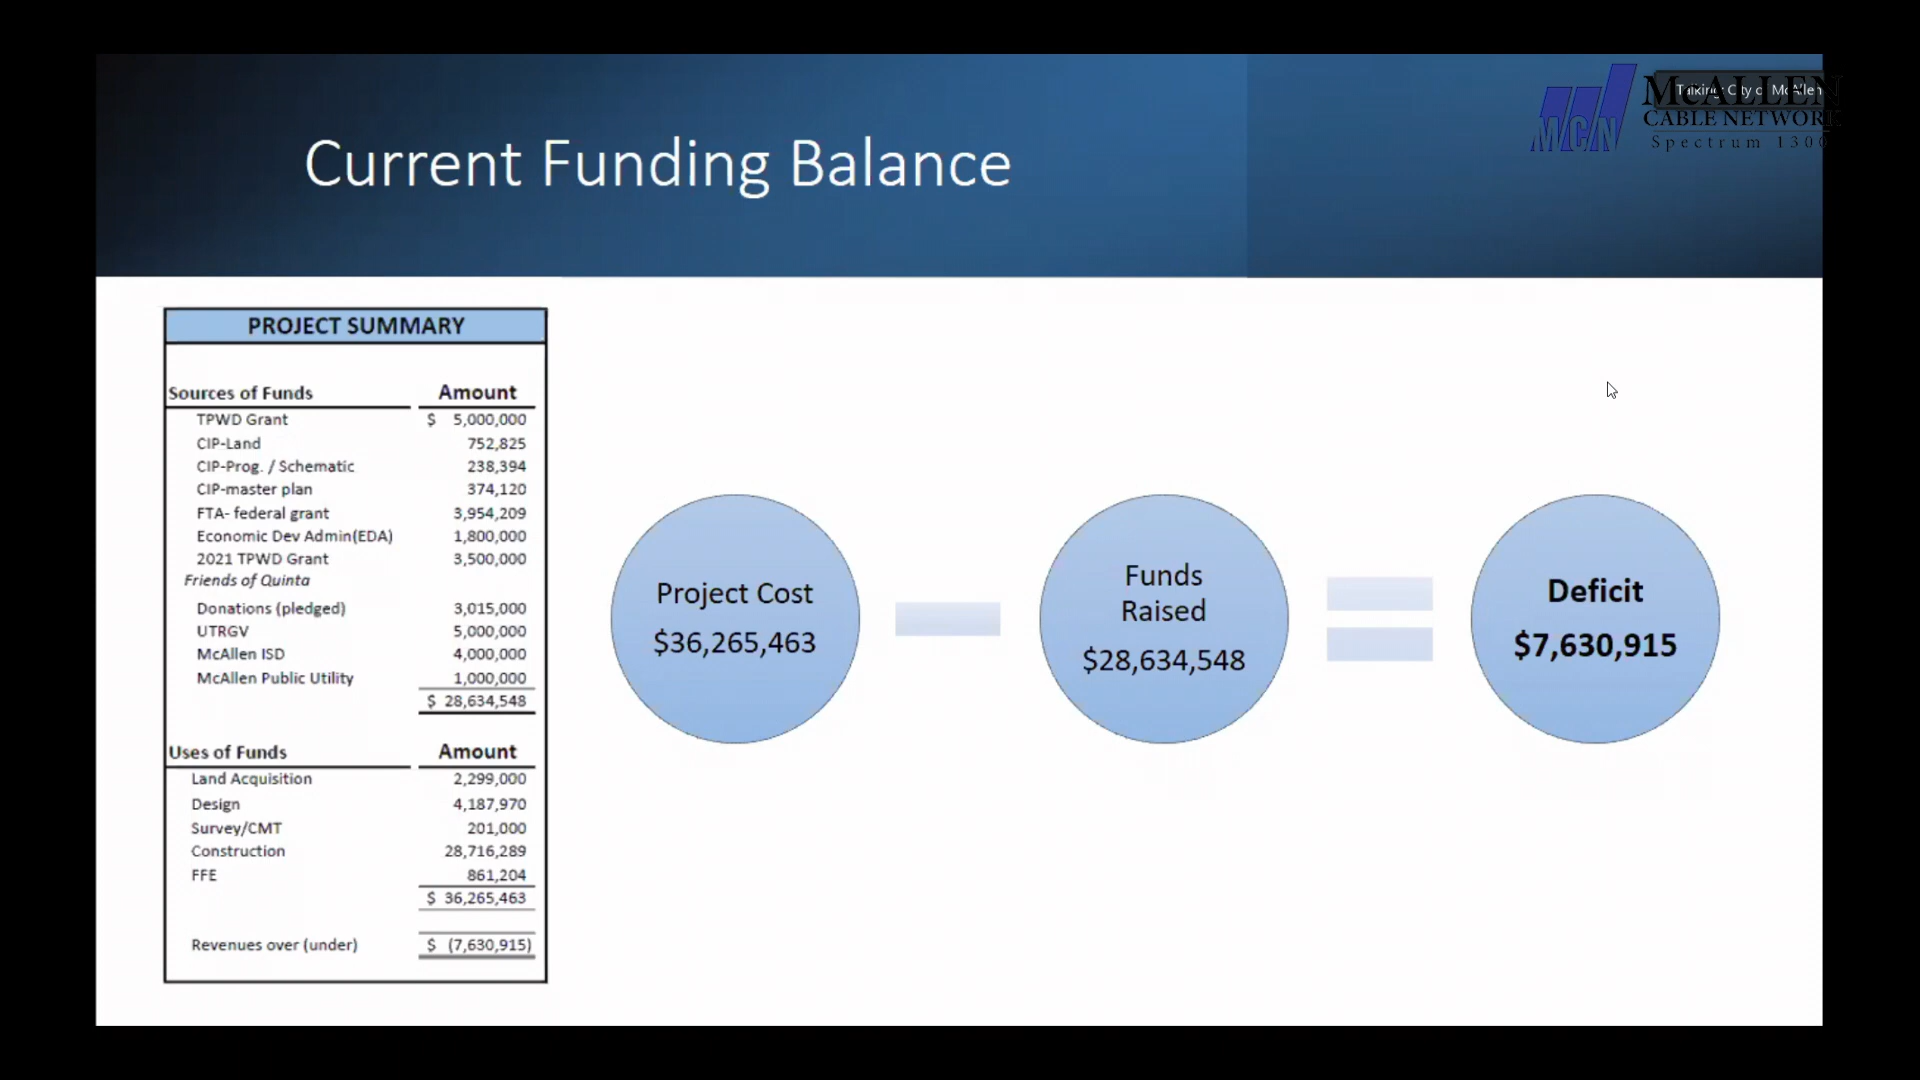 Talking: City of McAllen
McALLEN
CABLE NETWORK
Spectrum 1300
MCN
Current Funding Balance
PROJECT SUMMARY
Sources of Funds Amount
TPWD Grant $ 5,000,000
CIP-Land 752,825
CIP-Prog. / Schematic 238,394
CIP-master plan 374,120
FTA- federal grant 3,954,209
Economic Dev Admin(EDA) 1,800,000
2021 TPWD Grant 3,500,000
Friends of Quinta
Donations (pledged) 3,015,000
UTRGV 5,000,000
McAllen ISD 4,000,000
McAllen Public Utility 1,000,000
$ 28,634,548
Uses of Funds Amount
Land Acquisition 2,299,000
Design 4,187,970
Survey/CMT 201,000
Construction 28,716,289
FFE 861,204
$ 36,265,463
Revenues over (under) $ (7,630,915)
Project Cost
$36,265,463
Funds
Raised
$28,634,548
Deficit
$7,630,915